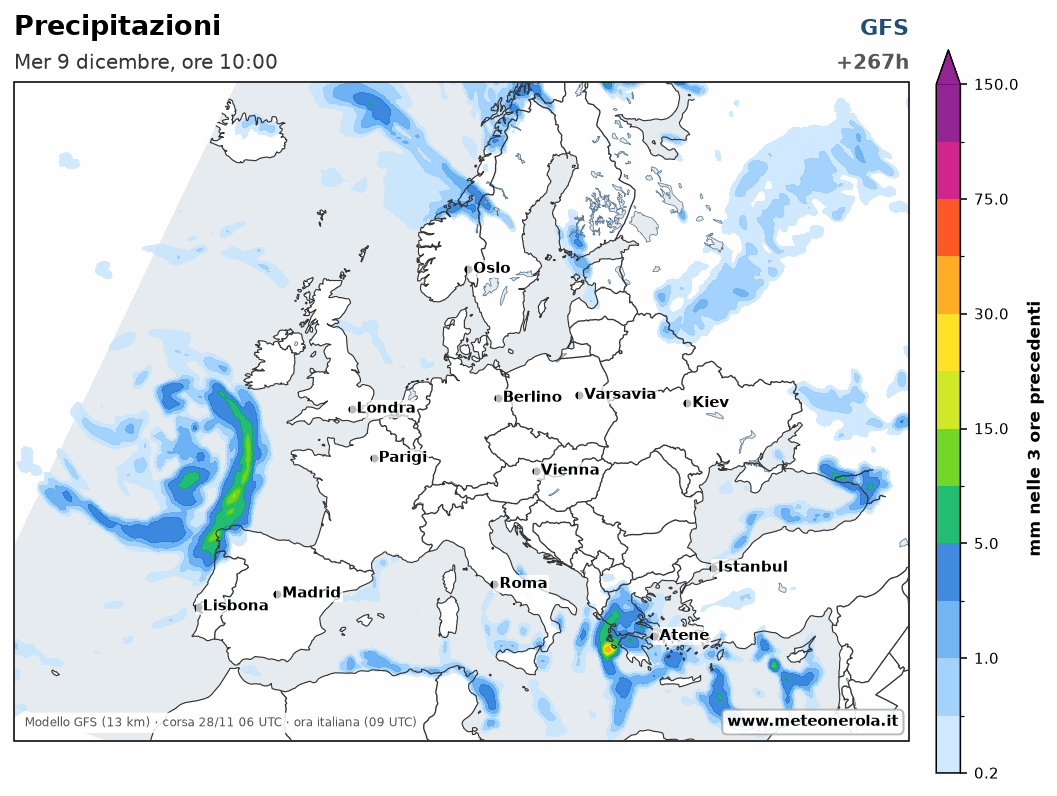 Precipitazioni
GFS
Mer 9 dicembre, ore 10:00
+267h
150.0
75.0
30.0
15.0
5.0
1.0
0.2
mm nelle 3 ore precedenti
Oslo
Londra
Berlino
Varsavia
Kiev
Parigi
Vienna
Istanbul
Roma
Madrid
Lisbona
Atene
Modello GFS (13 km) · corsa 28/11 06 UTC · ora italiana (09 UTC)
www.meteonerola.it